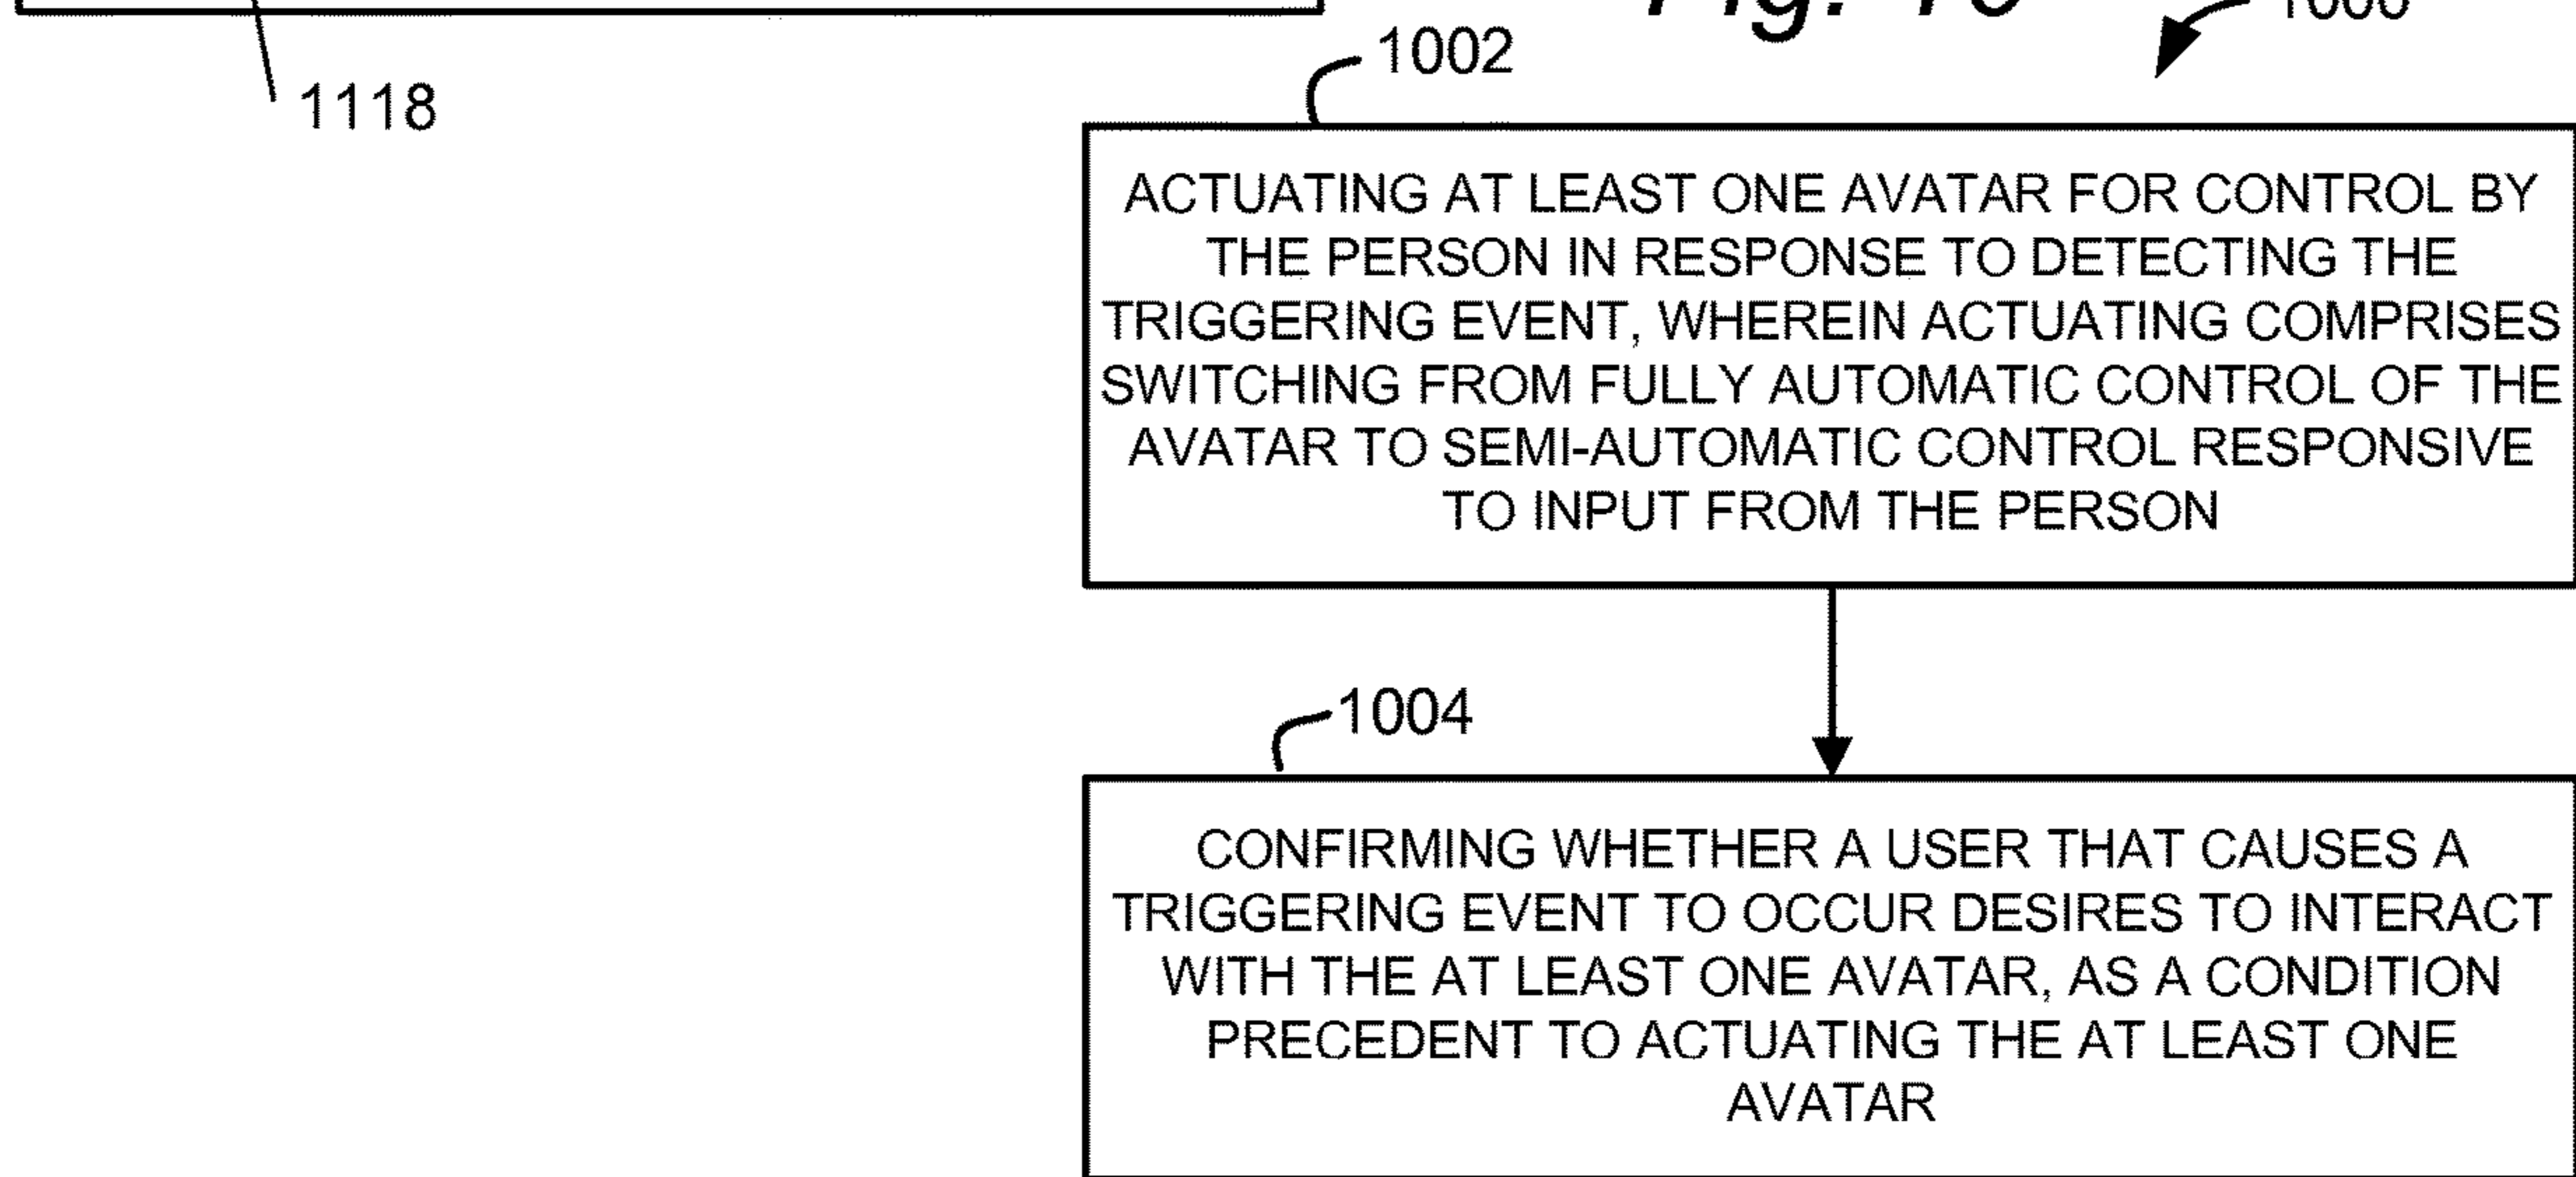 Fig. 10
1000
1002
1118
ACTUATING AT LEAST ONE AVATAR FOR CONTROL BY
THE PERSON IN RESPONSE TO DETECTING THE
TRIGGERING EVENT, WHEREIN ACTUATING COMPRISES
SWITCHING FROM FULLY AUTOMATIC CONTROL OF THE
AVATAR TO SEMI-AUTOMATIC CONTROL RESPONSIVE
TO INPUT FROM THE PERSON
1004
CONFIRMING WHETHER A USER THAT CAUSES A
TRIGGERING EVENT TO OCCUR DESIRES TO INTERACT
WITH THE AT LEAST ONE AVATAR, AS A CONDITION
PRECEDENT TO ACTUATING THE AT LEAST ONE
AVATAR